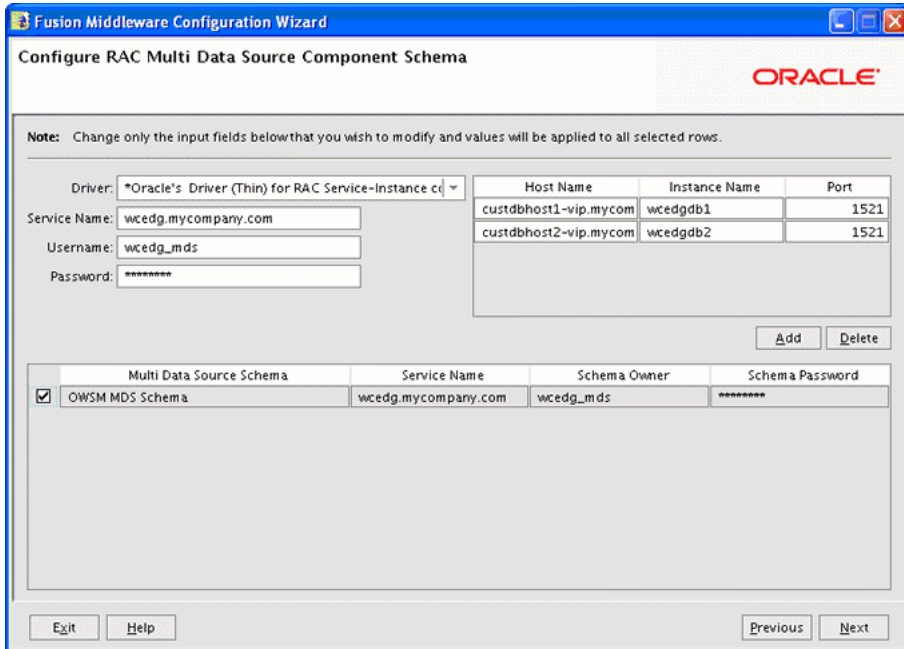 Fusion Middleware Configuration Wizard
Configure RAC Multi Data Source Component Schema
ORACLE
Note: Change only the input fields below that you wish to modify and values will be applied to all selected rows.
Driver: *Oracle's Driver (Thin) for RAC Service-Instance co
Service Name: wcedg.mycompany.com
Username: wcedg_mds
Password: ********
Host Name Instance Name Port
custdbhost1-vip.mycom wcedgdb1 1521
custdbhost2-vip.mycom wcedgdb2 1521
Add Delete
Multi Data Source Schema Service Name Schema Owner Schema Password
OWSM MDS Schema wcedg.mycompany.com wcedg_mds ********
Exit Help Previous Next